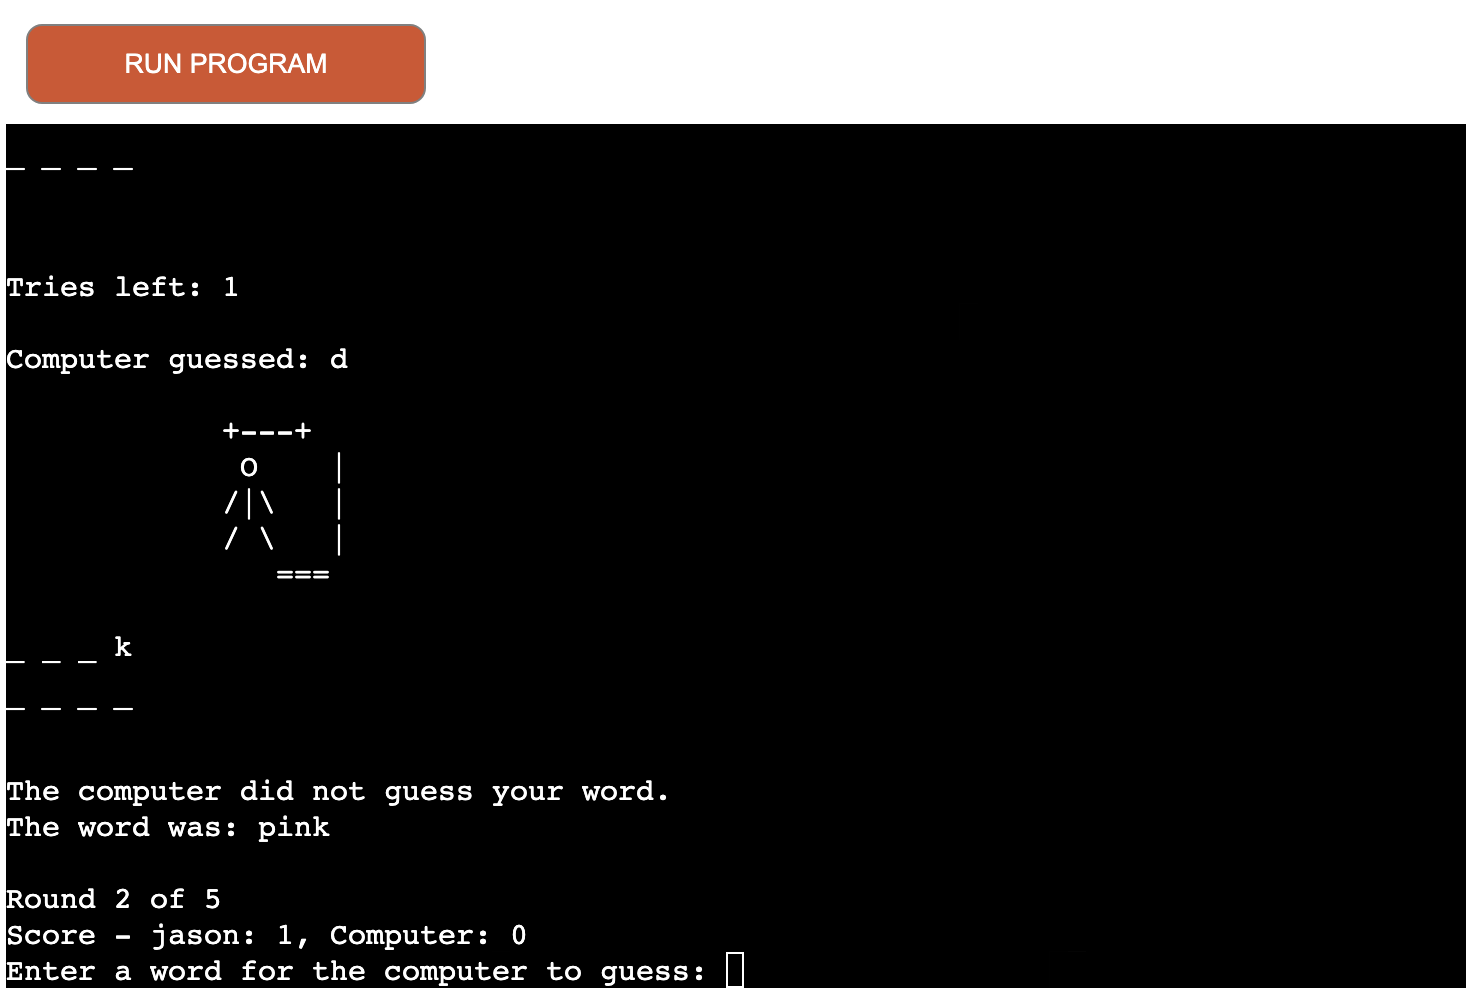 RUN PROGRAM
_ _ _ _
Tries left: 1
Computer guessed: d
+---+
O    |
/|\   |
/ \   |
===
_ _ _ k
_ _ _ _
The computer did not guess your word.
The word was: pink
Round 2 of 5
Score - jason: 1, Computer: 0
Enter a word for the computer to guess: